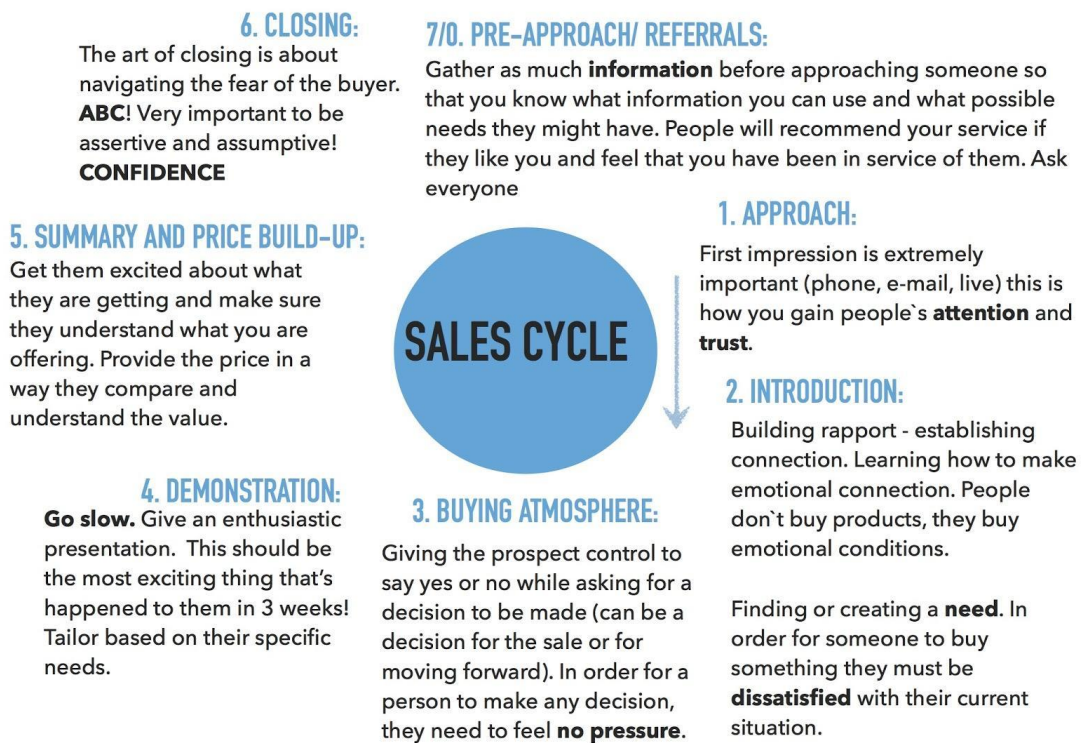 6. CLOSING:
The art of closing is about
navigating the fear of the buyer.
ABC! Very important to be
assertive and assumptive!
CONFIDENCE
7/0. PRE-APPROACH/ REFERRALS:
Gather as much information before approaching someone so
that you know what information you can use and what possible
needs they might have. People will recommend your service if
they like you and feel that you have been in service of them. Ask
everyone
1. APPROACH:
First impression is extremely
important (phone, e-mail, live) this is
how you gain people`s attention and
trust.
2. INTRODUCTION:
Building rapport - establishing
connection. Learning how to make
emotional connection. People
don`t buy products, they buy
emotional conditions.
Finding or creating a need. In
order for someone to buy
something they must be
dissatisfied with their current
situation.
3. BUYING ATMOSPHERE:
Giving the prospect control to
say yes or no while asking for a
decision to be made (can be a
decision for the sale or for
moving forward). In order for a
person to make any decision,
they need to feel no pressure.
4. DEMONSTRATION:
Go slow. Give an enthusiastic
presentation.  This should be
the most exciting thing that’s
happened to them in 3 weeks!
Tailor based on their specific
needs.
5. SUMMARY AND PRICE BUILD-UP:
Get them excited about what
they are getting and make sure
they understand what you are
offering. Provide the price in a
way they compare and
understand the value.
SALES CYCLE